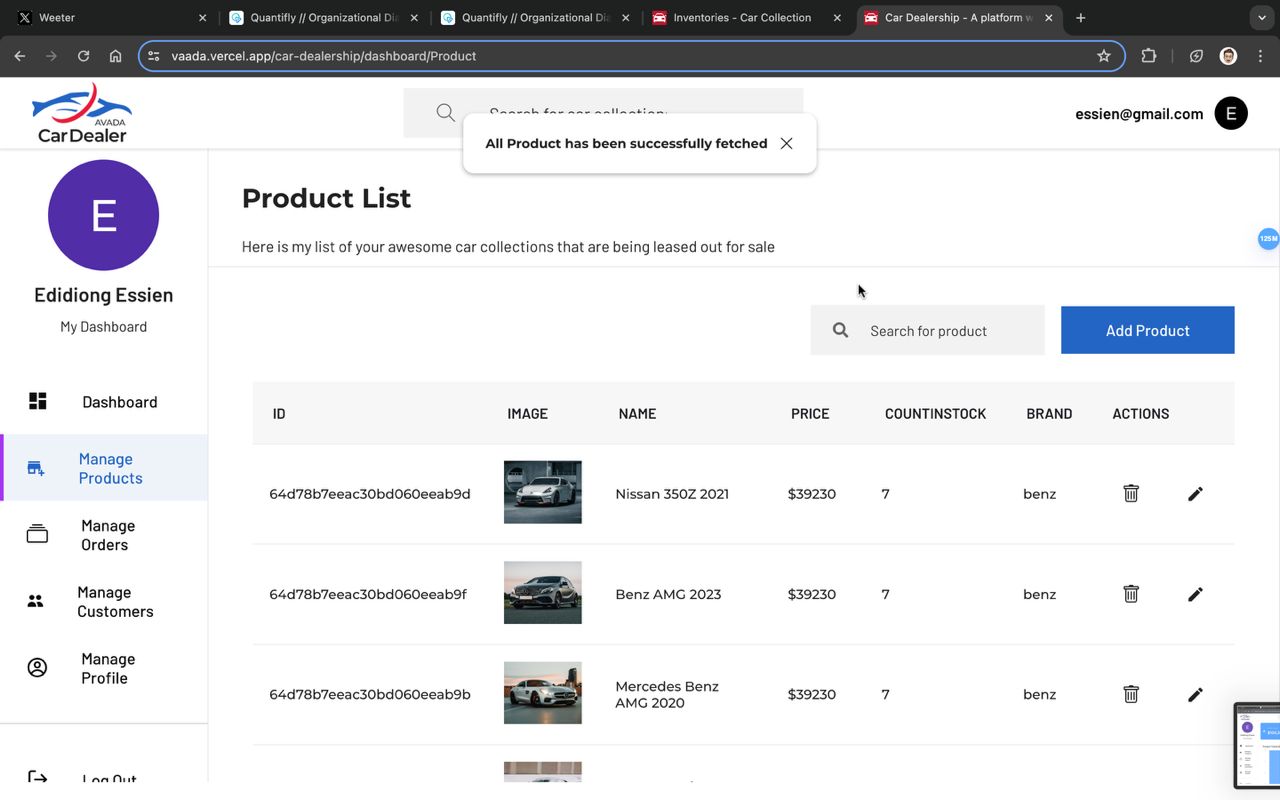 Weeter
Quantifly // Organizational Dia
Quantifly // Organizational Dia
Inventories - Car Collection
Car Dealership - A platform w
vaada.vercel.app/car-dealership/dashboard/Product
AVADA
CarDealer
Search for car collections
essien@gmail.com
E
All Product has been successfully fetched
E
Edidiong Essien
My Dashboard
Dashboard
Manage
Products
Manage
Orders
Manage
Customers
Manage
Profile
Log Out
Product List
Here is my list of your awesome car collections that are being leased out for sale
125M
Search for product
Add Product
ID IMAGE NAME PRICE COUNTINSTOCK BRAND ACTIONS
64d78b7eeac30bd060eeab9d Nissan 350Z 2021 $39230 7 benz
64d78b7eeac30bd060eeab9f Benz AMG 2023 $39230 7 benz
64d78b7eeac30bd060eeab9b Mercedes Benz
AMG 2020 $39230 7 benz